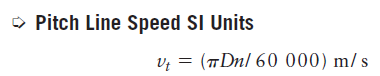 ⇨ Pitch Line Speed SI Units
v_t = (πDn/ 60 000) m/ s